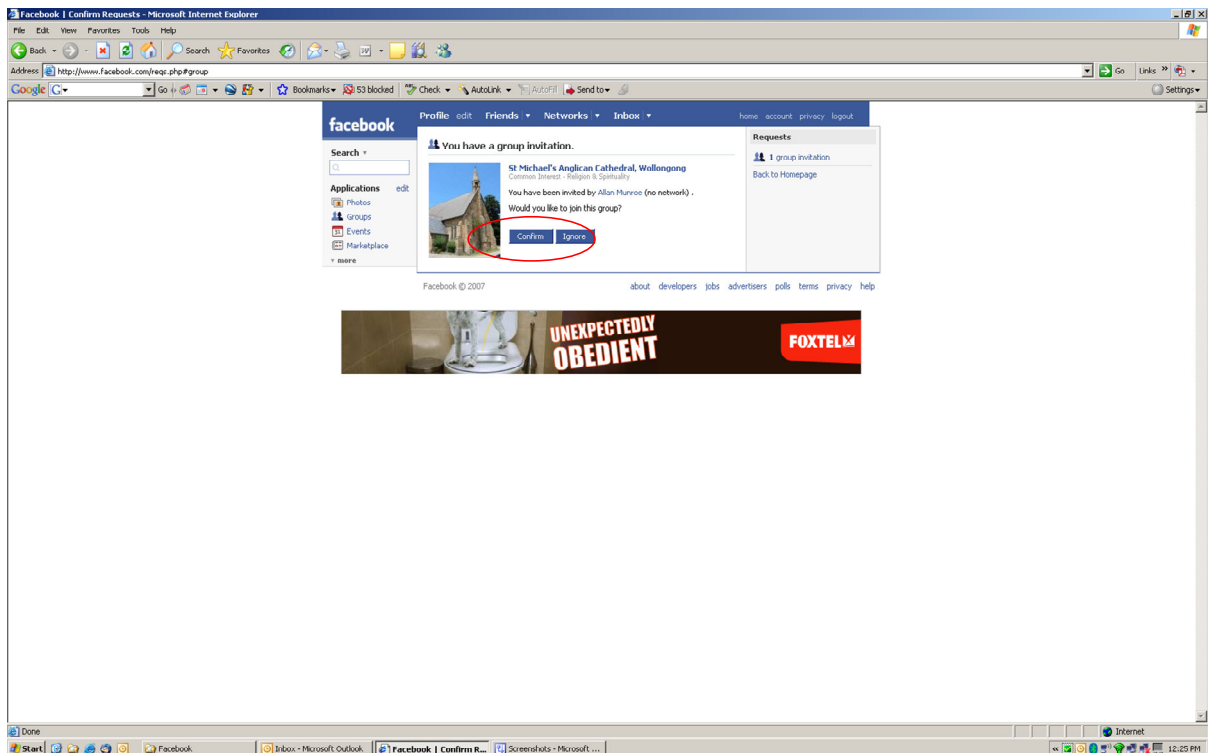 Facebook | Confirm Requests - Microsoft Internet Explorer
File Edit View Favorites Tools Help
Back Search Favorites
Address http://www.facebook.com/reqs.php#group Go Links »
Google G Go Bookmarks 53 blocked Check AutoLink AutoFill Send to Settings
facebook Profile edit Friends Networks Inbox home account privacy logout
Search
Applications edit
Photos
Groups
Events
Marketplace
more
You have a group invitation.
St Michael's Anglican Cathedral, Wollongong
Common Interest - Religion & Spirituality
You have been invited by Allan Munroe (no network) .
Would you like to join this group?
Confirm Ignore
Requests
1 group invitation
Back to Homepage
Facebook © 2007 about developers jobs advertisers polls terms privacy help
UNEXPECTEDLY
OBEDIENT
FOXTEL
Done Internet
Start Facebook Inbox - Microsoft Outlook Facebook | Confirm R... Screenshots - Microsoft ... « 12:25 PM